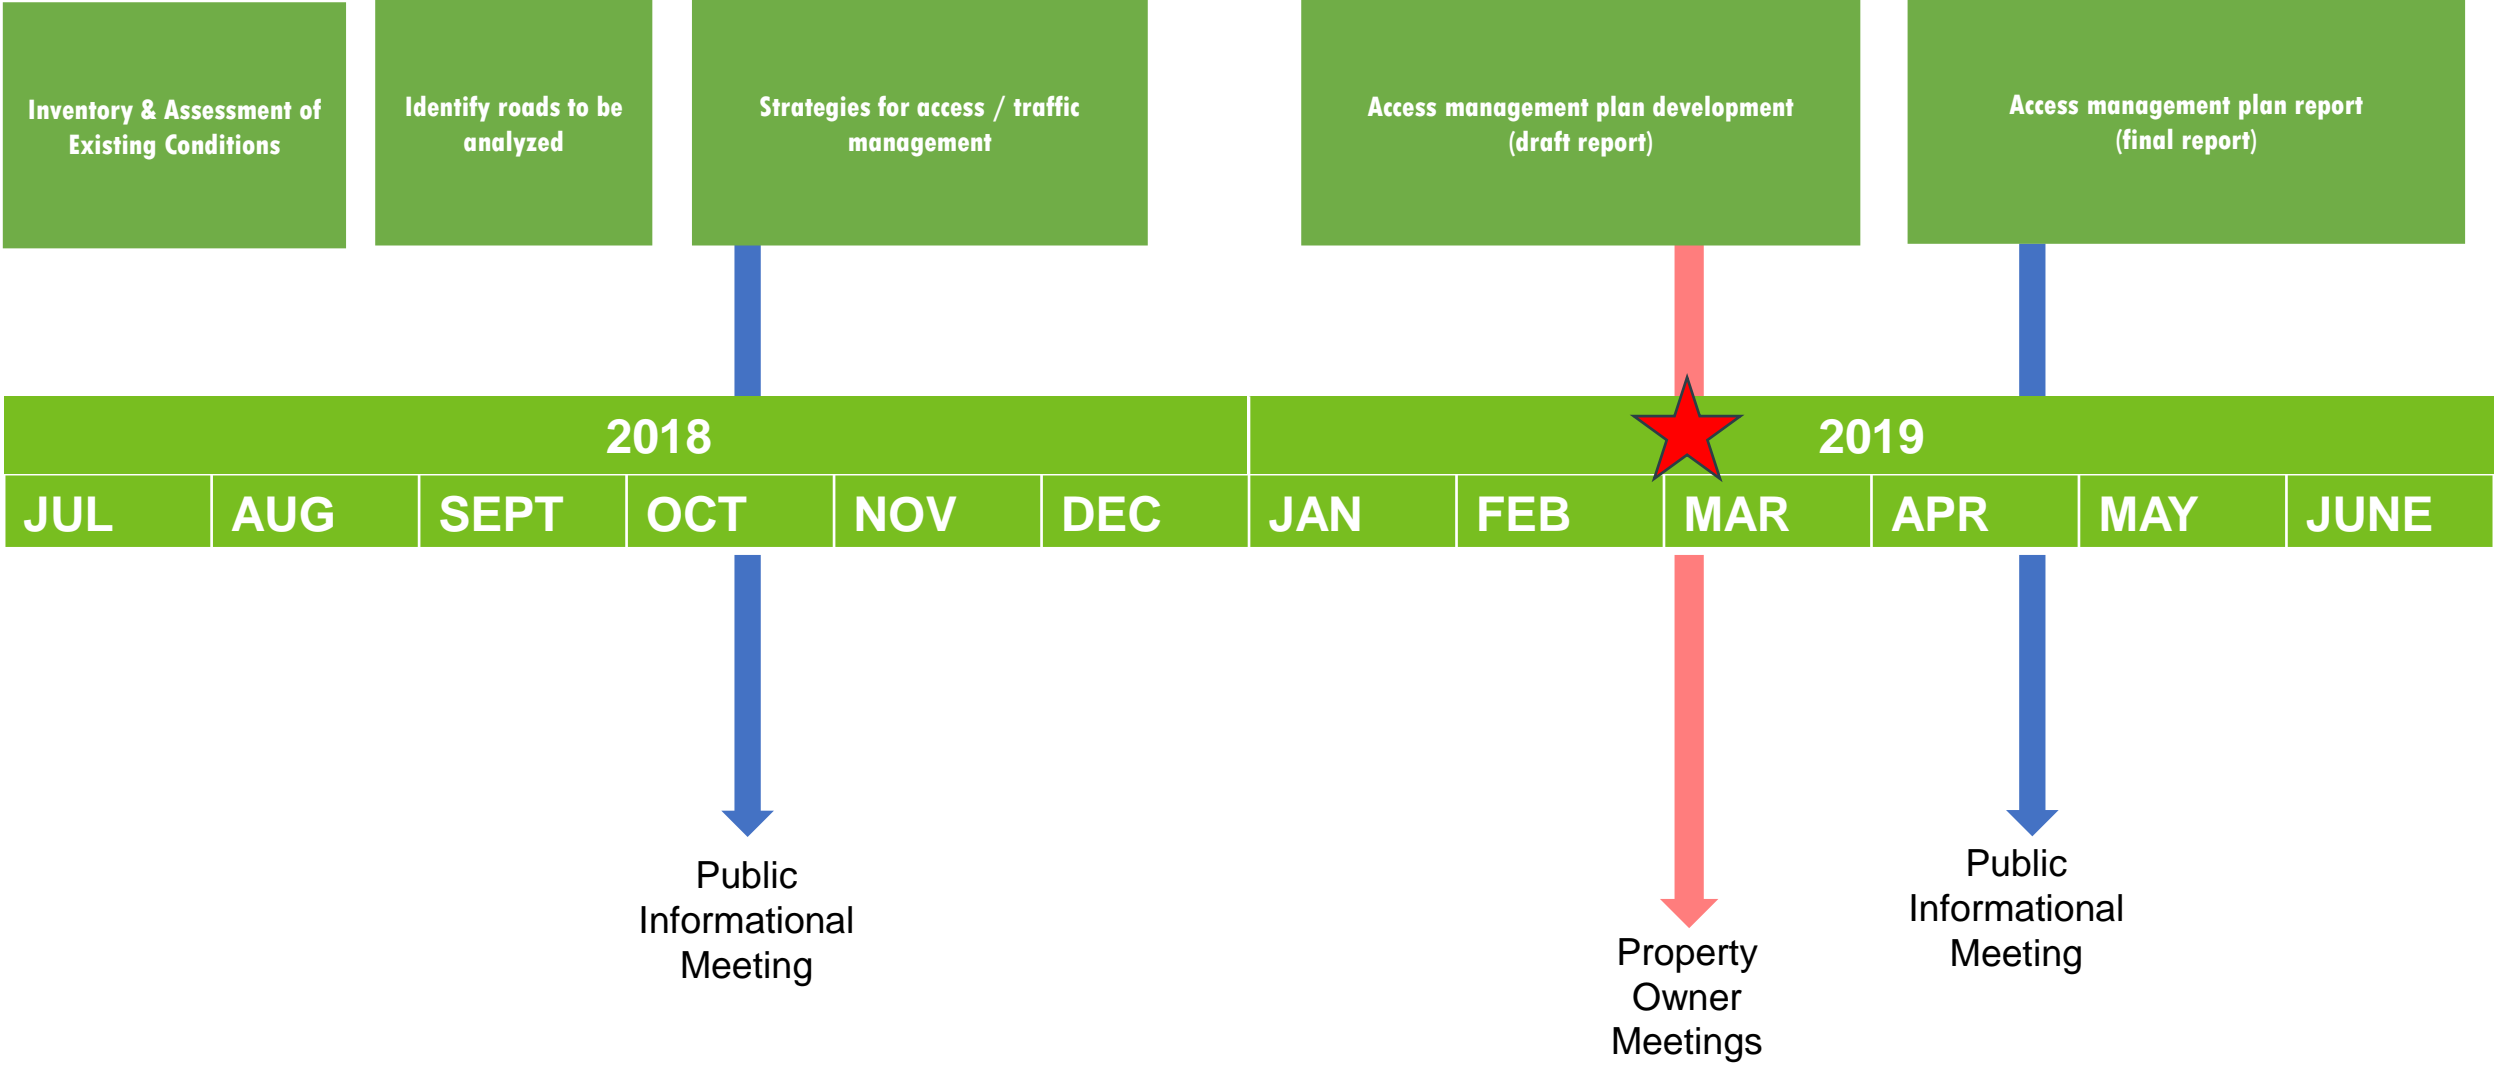 Inventory & Assessment of
Existing Conditions
Identify roads to be
analyzed
Strategies for access / traffic
management
Access management plan development
(draft report)
Access management plan report
(final report)
2018
2019
JUL
AUG
SEPT
OCT
NOV
DEC
JAN
FEB
MAR
APR
MAY
JUNE
Public
Informational
Meeting
Property
Owner
Meetings
Public
Informational
Meeting